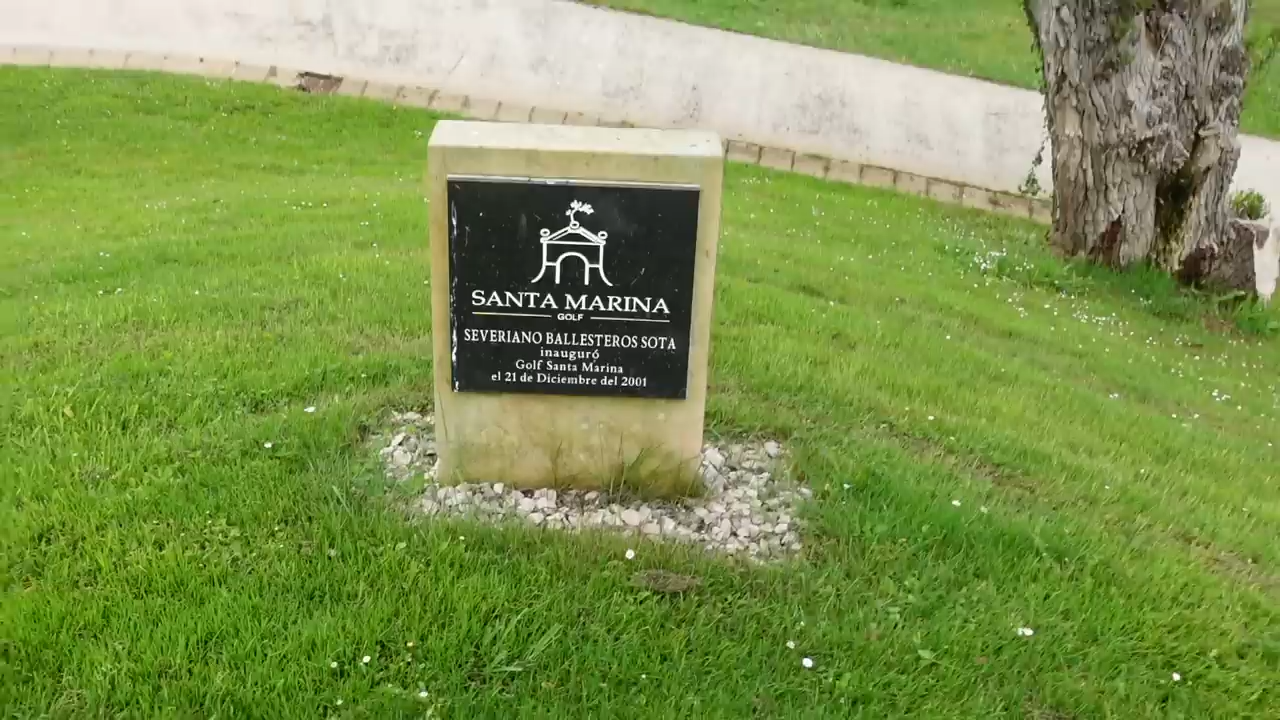 SANTA MARINA
GOLF
SEVERIANO BALLESTEROS SOTA
inauguró
Golf Santa Marina
el 21 de Diciembre del 2001